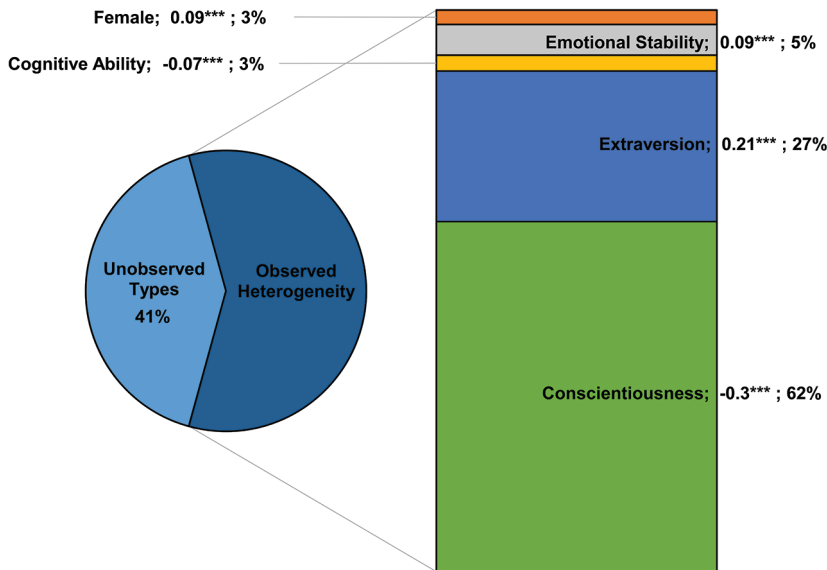 Female; 0.09*** ; 3%
Emotional Stability; 0.09*** ; 5%
Cognitive Ability; -0.07*** ; 3%
Extraversion; 0.21*** ; 27%
Unobserved
Types
41%
Observed
Heterogeneity
Conscientiousness; -0.3*** ; 62%